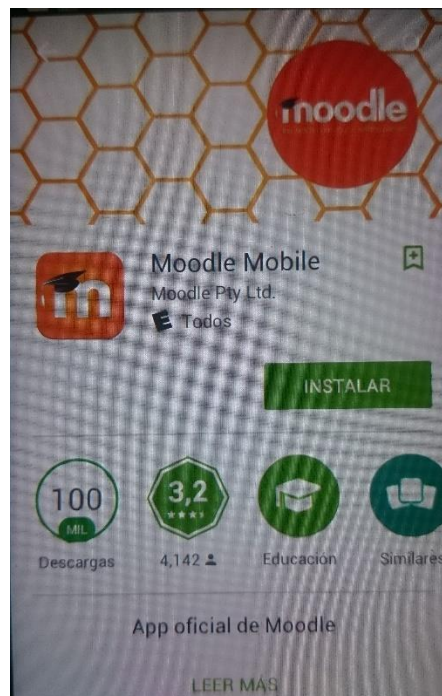 moodle
Moodle Mobile
Moodle Pty Ltd.
E Todos
INSTALAR
100
MIL
Descargas
3,2
4,142
Educación
Similares
App oficial de Moodle
LEER MÁS